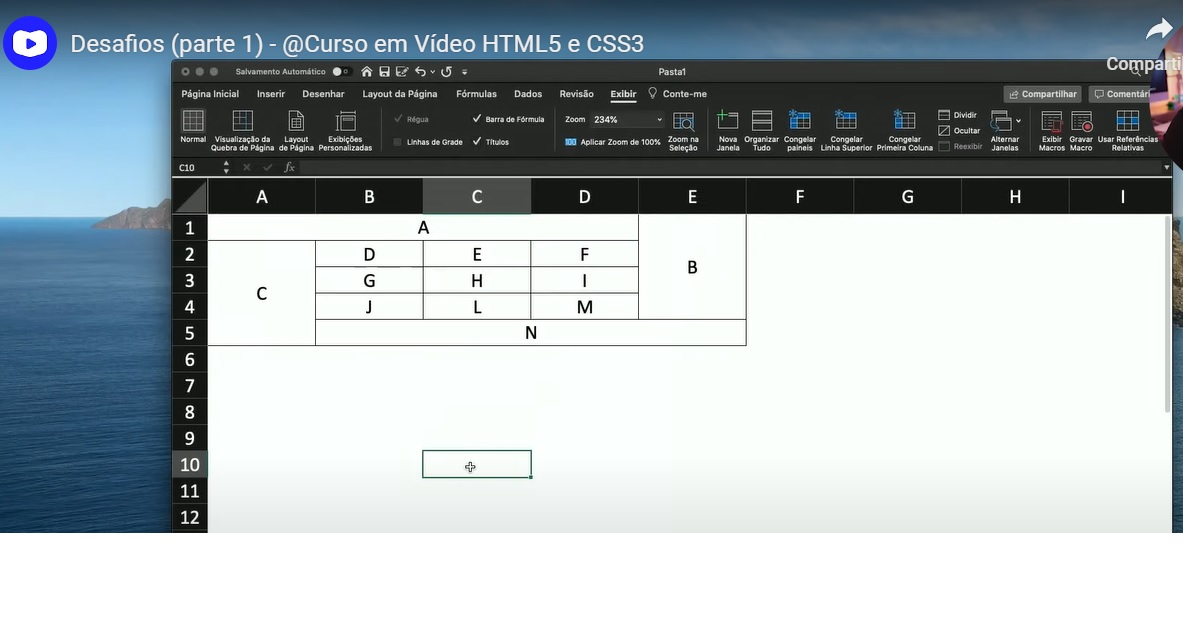 Desafios (parte 1) - @Curso em Vídeo HTML5 e CSS3
Comparti
Salvamento Automático
Pasta1
Página Inicial Inserir Desenhar Layout da Página Fórmulas Dados Revisão Exibir Conte-me Compartilhar Comentári
Normal
Visualização da Quebra de Página
Layout de Página
Exibições Personalizadas
Régua
Linhas de Grade
Barra de Fórmula
Títulos
Zoom 234%
100 Aplicar Zoom de 100%
Zoom na Seleção
Nova Janela
Organizar Tudo
Congelar painéis
Congelar Linha Superior
Congelar Primeira Coluna
Dividir
Ocultar
Reexibir
Alternar Janelas
Exibir Macros
Gravar Macro
Usar Referências Relativas
C10 fx
A B C D E F G H I
1 A
2 D E F
B
3 G H I
C
4 J L M
5 N
6
7
8
9
10
11
12